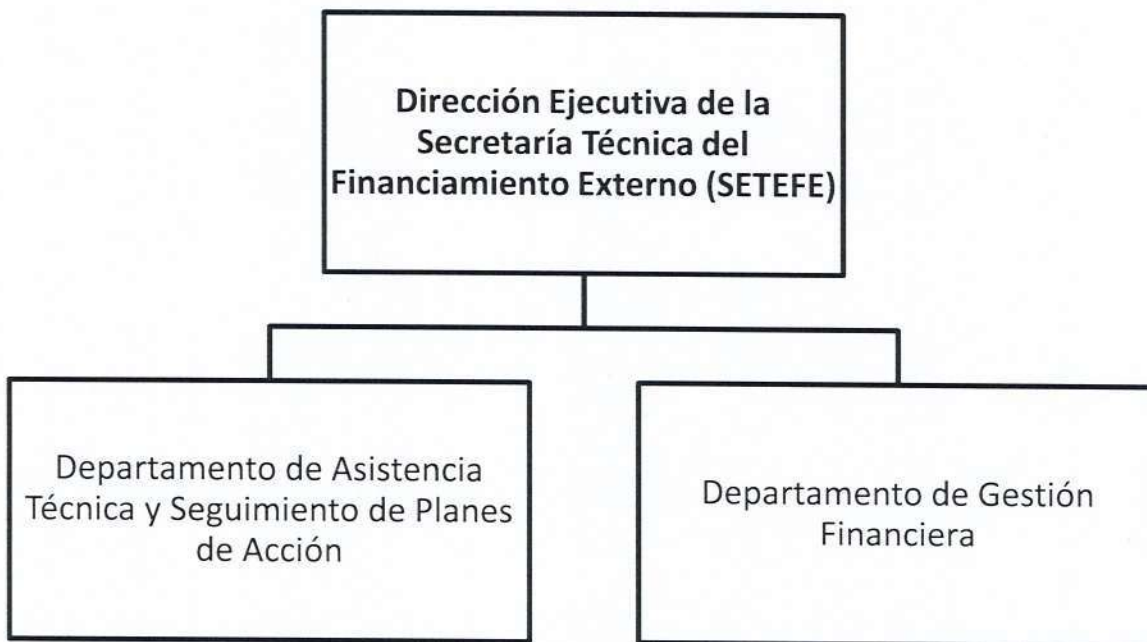 Dirección Ejecutiva de la
Secretaría Técnica del
Financiamiento Externo (SETEFE)
Departamento de Asistencia
Técnica y Seguimiento de Planes
de Acción
Departamento de Gestión
Financiera